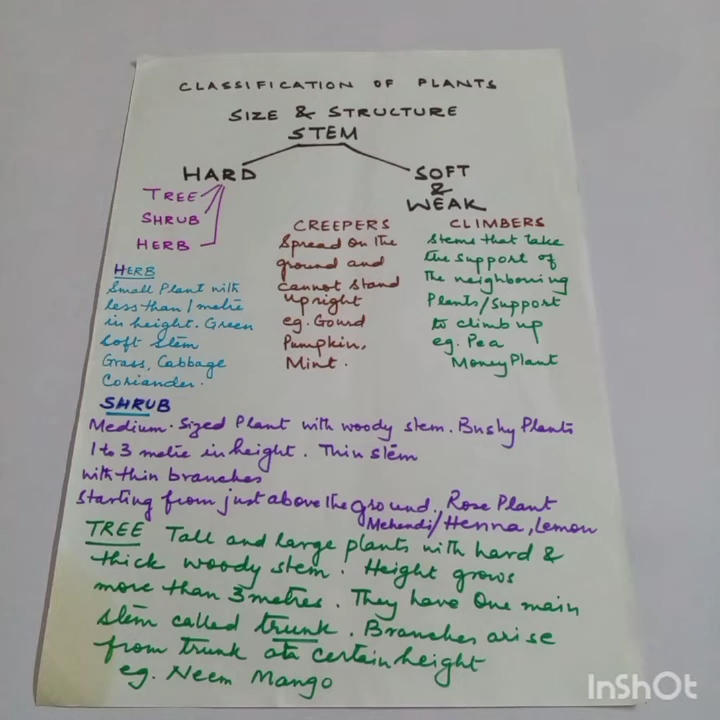 CLASSIFICATION OF PLANTS
SIZE & STRUCTURE
STEM
HARD
TREE
SHRUB
HERB
SOFT
&
WEAK
HERB
Small Plant with
less than 1 metre
in height. Green
Soft Stem
Grass, Cabbage
Coriander.
CREEPERS
Spread on the
ground and
cannot stand
upright
eg. Gourd
Pumpkin,
Mint.
CLIMBERS
Stems that take
the support of
the neighbouring
Plants/Support
to climb up
eg. Pea
Money Plant
SHRUB
Medium. Sized Plant with woody stem. Bushy Plants
1 to 3 metre in height. Thin stem
with thin branches
Starting from just above the ground., Rose Plant
Mehendi/Henna, Lemon
TREE Tall and large plants with hard &
thick woody stem. Height grows
more than 3 metres. They have One main
stem called trunk. Branches arise
from trunk at a certain height
eg. Neem Mango
InShOt